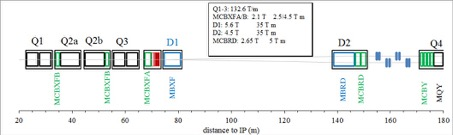 Q1-3: 132.6 T/m
MCBXFA/B: 2.1 T 2.5/4.5 T m
D1: 5.6 T 35 T m
D2: 4.5 T 35 T m
MCBRD: 2.65 T 5 T m
Q1 Q2a Q2b Q3 D1 D2 Q4
MCBXFB MCBXFB MCBXFA MBXF MBRD MCBRD MCBY MQY
20 40 60 80 100 120 140 160 180
distance to IP (m)